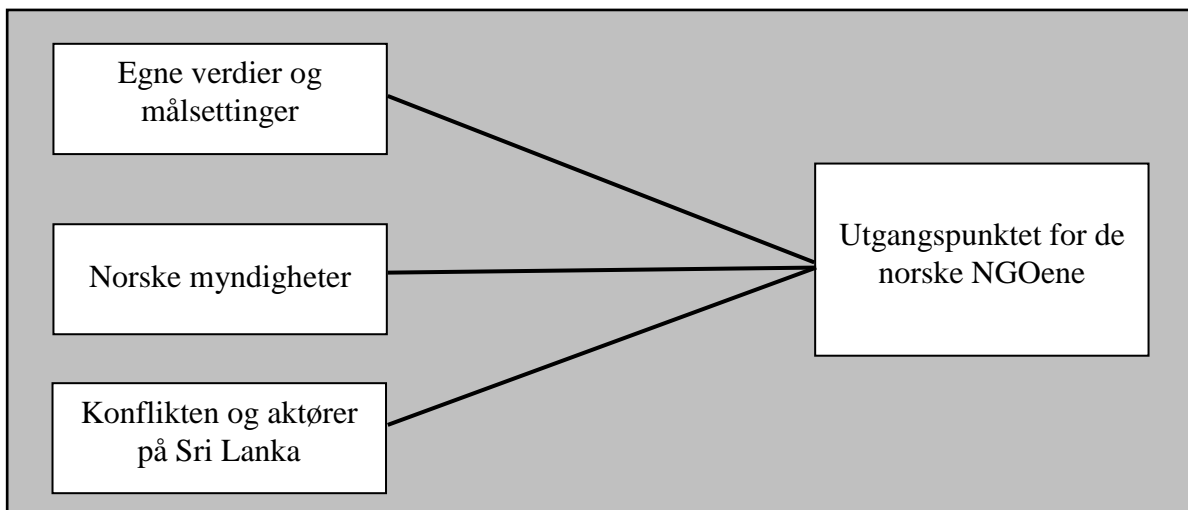 Egne verdier og
målsettinger
Norske myndigheter
Konflikten og aktører
på Sri Lanka
Utgangspunktet for de
norske NGOene